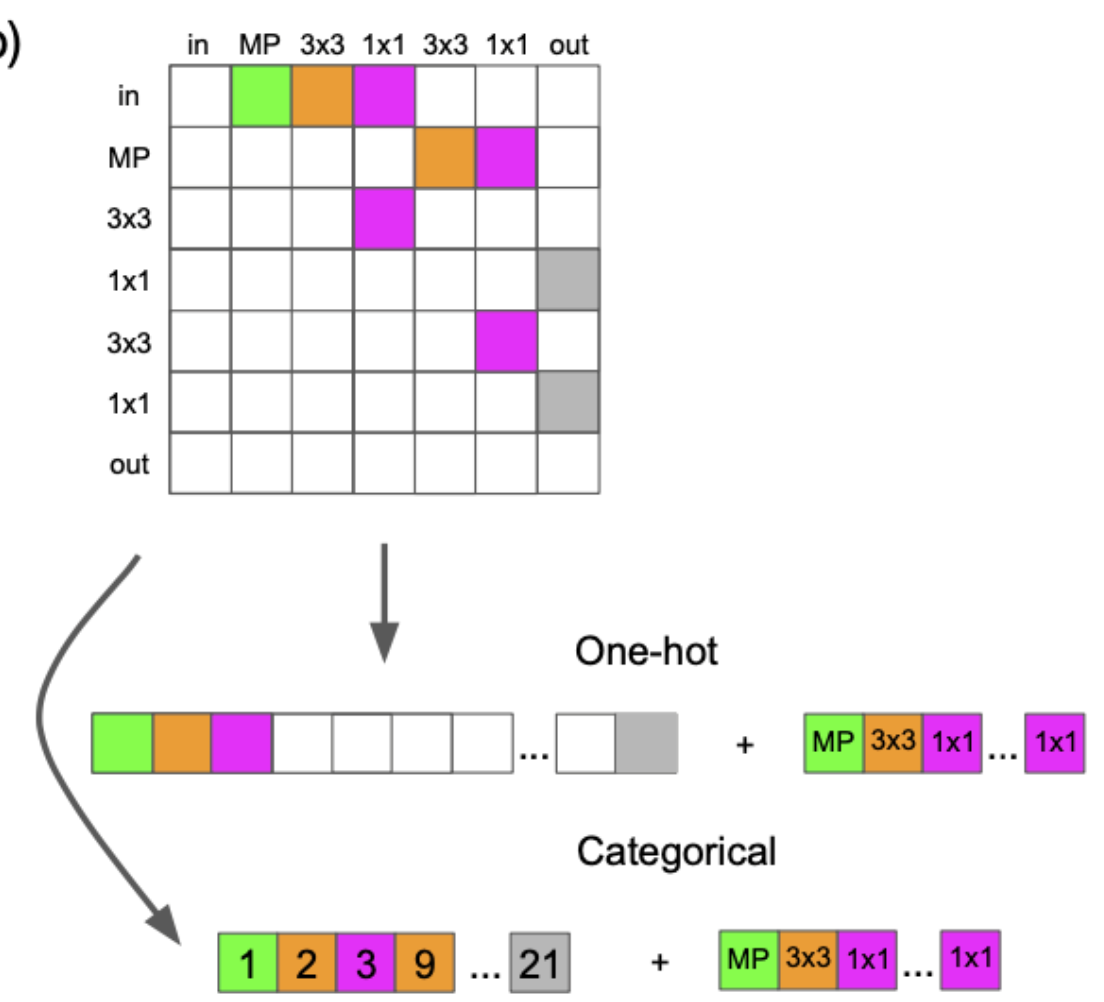 b)
in MP 3x3 1x1 3x3 1x1 out
in
MP
3x3
1x1
3x3
1x1
out
One-hot
... + MP 3x3 1x1 ... 1x1
Categorical
1 2 3 9 ... 21 + MP 3x3 1x1 ... 1x1